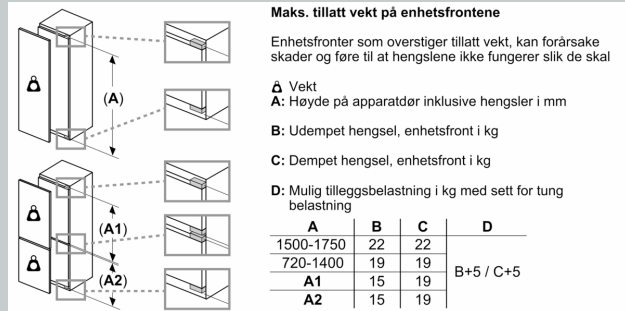 Maks. tillatt vekt på enhetsfrontene
Enhetsfronter som overstiger tillatt vekt, kan forårsake
skader og føre til at hengslene ikke fungerer slik de skal
Vekt
A: Høyde på apparatdør inklusive hengsler i mm
B: Udempet hengsel, enhetsfront i kg
C: Dempet hengsel, enhetsfront i kg
D: Mulig tilleggsbelastning i kg med sett for tung
belastning
A B C D
1500-1750 22 22
720-1400 19 19
B+5 / C+5
A1 15 19
A2 15 19
(A)
(A1)
(A2)